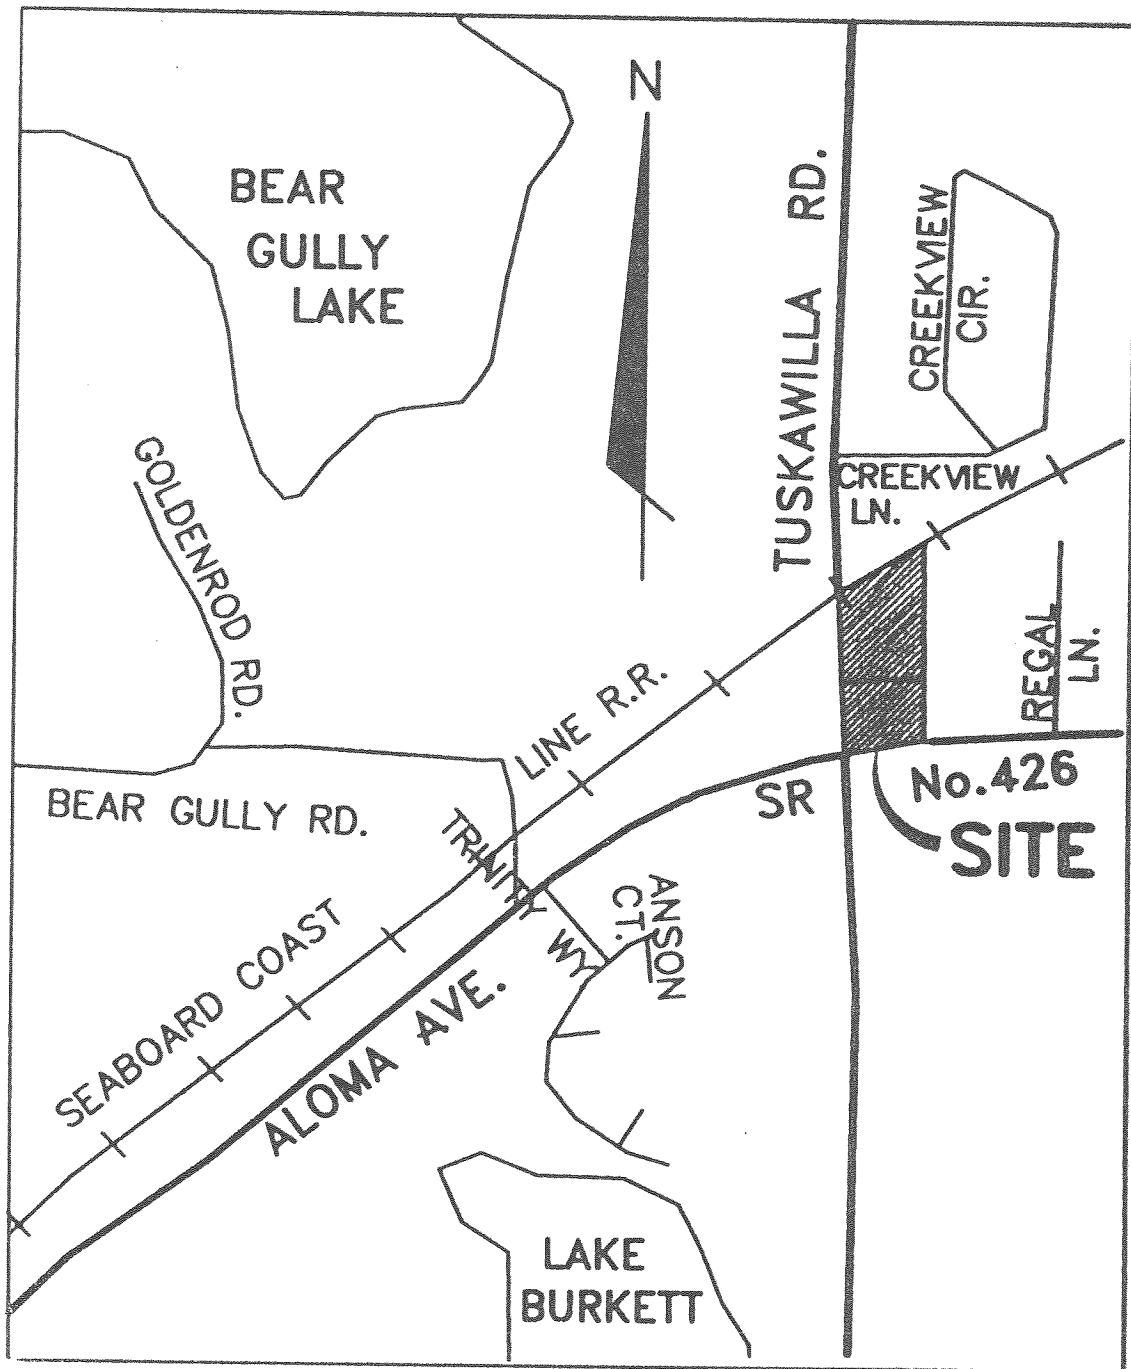 N
BEAR
GULLY
LAKE
TUSKAWILLA RD.
CREEKVIEW
CIR.
CREEKVIEW
LN.
GOLDENROD RD.
REGAL
LN.
LINE R.R.
BEAR GULLY RD.
SR
No.426
SITE
TRINITY WY
ANSON
CT.
SEABOARD COAST
ALOMA AVE.
LAKE
BURKETT